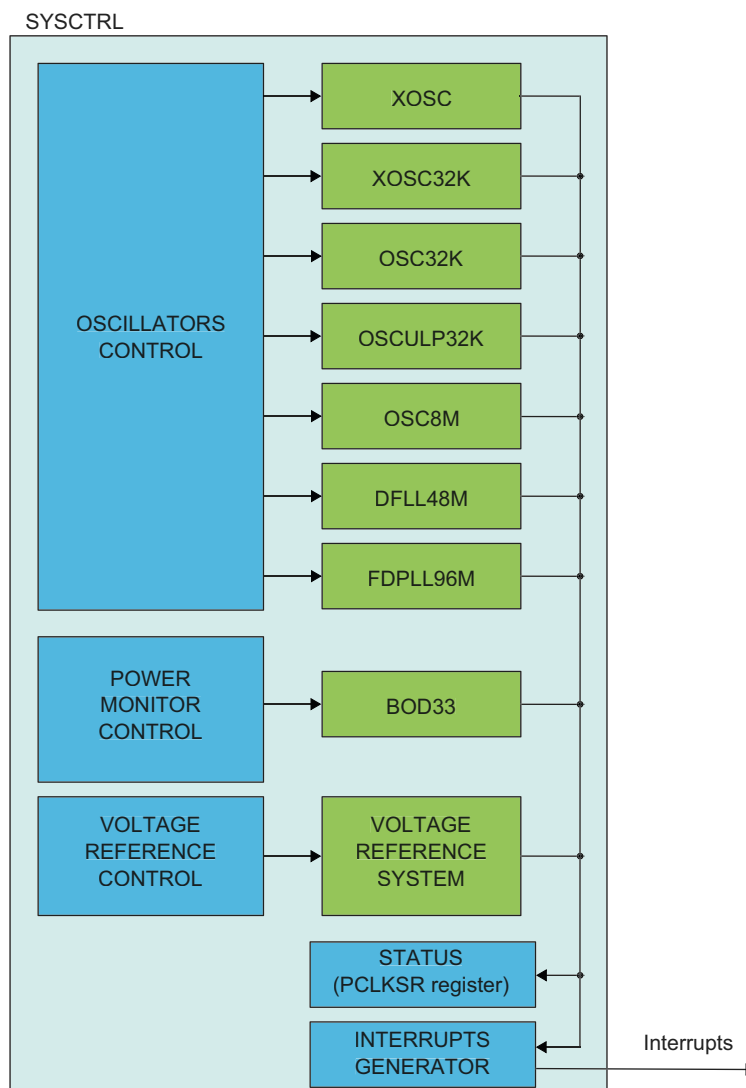 SYSCTRL
OSCILLATORS
CONTROL
XOSC
XOSC32K
OSC32K
OSCULP32K
OSC8M
DFLL48M
FDPLL96M
POWER
MONITOR
CONTROL
BOD33
VOLTAGE
REFERENCE
CONTROL
VOLTAGE
REFERENCE
SYSTEM
STATUS
(PCLKSR register)
INTERRUPTS
GENERATOR
Interrupts